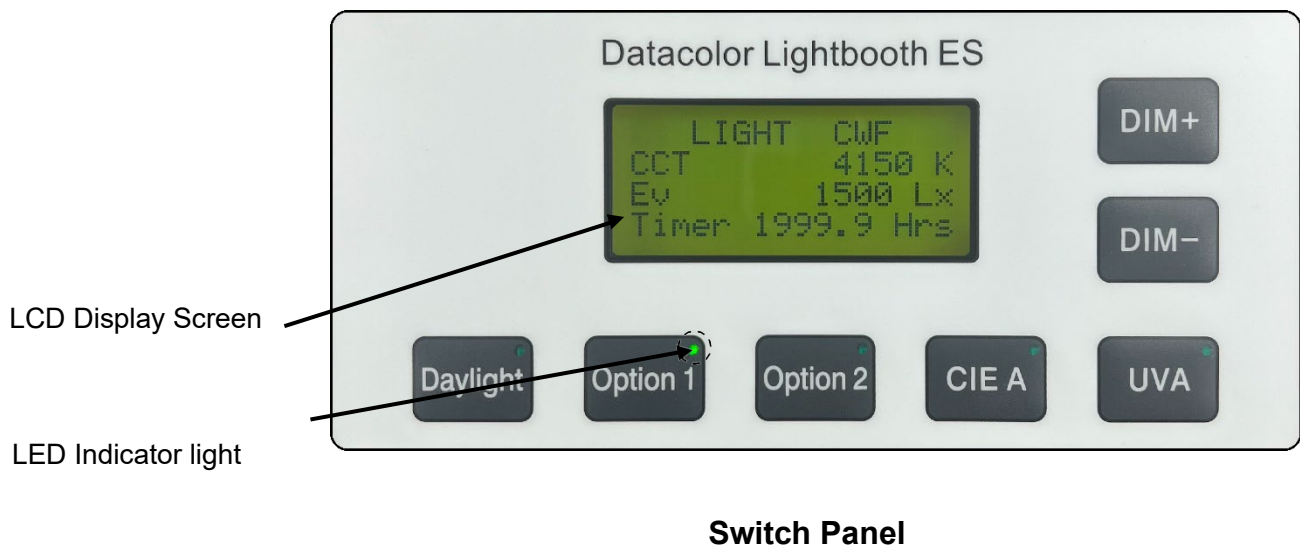 Datacolor Lightbooth ES
LIGHT CWF
CCT 4150 K
Ev 1500 Lx
Timer 1999.9 Hrs
DIM+
DIM-
LCD Display Screen
Daylight
Option 1
Option 2
CIE A
UVA
LED Indicator light
Switch Panel